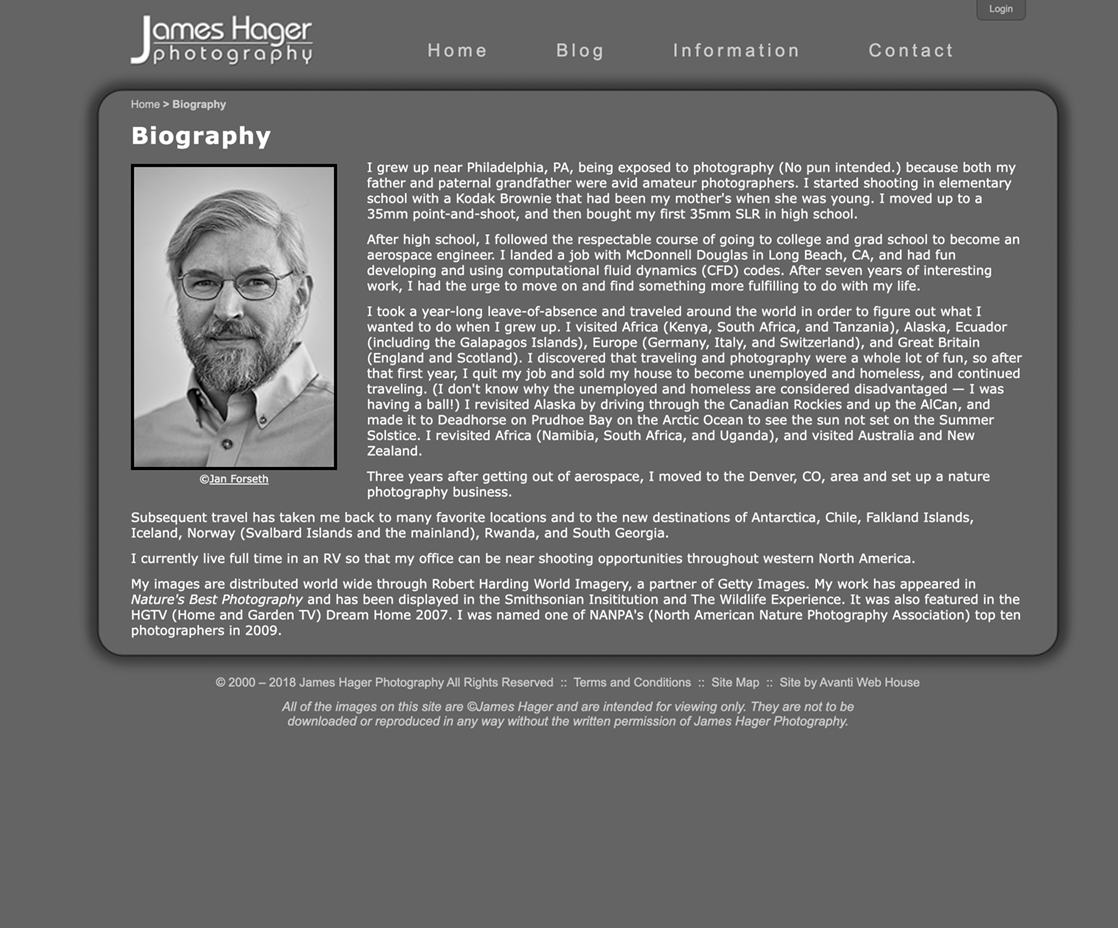 Login
James Hager
photography
Home Blog Information Contact
Home > Biography
Biography
I grew up near Philadelphia, PA, being exposed to photography (No pun intended.) because both my
father and paternal grandfather were avid amateur photographers. I started shooting in elementary
school with a Kodak Brownie that had been my mother's when she was young. I moved up to a
35mm point-and-shoot, and then bought my first 35mm SLR in high school.
After high school, I followed the respectable course of going to college and grad school to become an
aerospace engineer. I landed a job with McDonnell Douglas in Long Beach, CA, and had fun
developing and using computational fluid dynamics (CFD) codes. After seven years of interesting
work, I had the urge to move on and find something more fulfilling to do with my life.
I took a year-long leave-of-absence and traveled around the world in order to figure out what I
wanted to do when I grew up. I visited Africa (Kenya, South Africa, and Tanzania), Alaska, Ecuador
(including the Galapagos Islands), Europe (Germany, Italy, and Switzerland), and Great Britain
(England and Scotland). I discovered that traveling and photography were a whole lot of fun, so after
that first year, I quit my job and sold my house to become unemployed and homeless, and continued
traveling. (I don't know why the unemployed and homeless are considered disadvantaged — I was
having a ball!) I revisited Alaska by driving through the Canadian Rockies and up the AlCan, and
made it to Deadhorse on Prudhoe Bay on the Arctic Ocean to see the sun not set on the Summer
Solstice. I revisited Africa (Namibia, South Africa, and Uganda), and visited Australia and New
Zealand.
©Jan Forseth
Three years after getting out of aerospace, I moved to the Denver, CO, area and set up a nature
photography business.
Subsequent travel has taken me back to many favorite locations and to the new destinations of Antarctica, Chile, Falkland Islands,
Iceland, Norway (Svalbard Islands and the mainland), Rwanda, and South Georgia.
I currently live full time in an RV so that my office can be near shooting opportunities throughout western North America.
My images are distributed world wide through Robert Harding World Imagery, a partner of Getty Images. My work has appeared in
Nature's Best Photography and has been displayed in the Smithsonian Insititution and The Wildlife Experience. It was also featured in the
HGTV (Home and Garden TV) Dream Home 2007. I was named one of NANPA's (North American Nature Photography Association) top ten
photographers in 2009.
© 2000 – 2018 James Hager Photography All Rights Reserved :: Terms and Conditions :: Site Map :: Site by Avanti Web House
All of the images on this site are ©James Hager and are intended for viewing only. They are not to be
downloaded or reproduced in any way without the written permission of James Hager Photography.